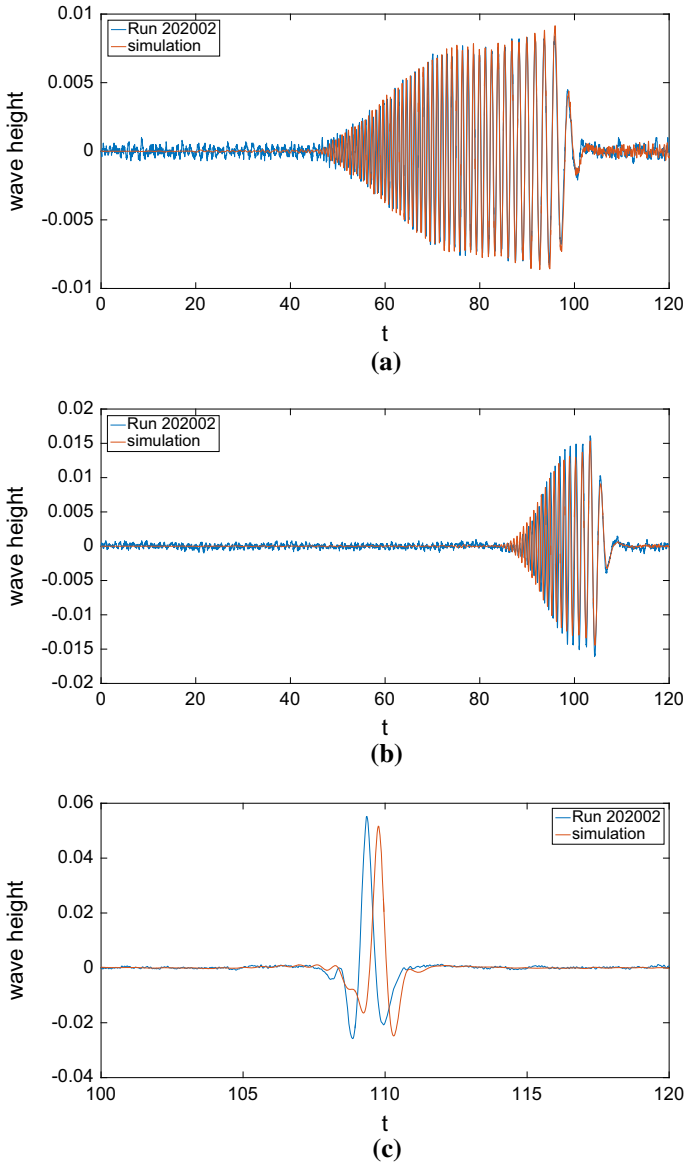 0.01
0.005
0
-0.005
-0.01
wave height
Run 202002
simulation
0 20 40 60 80 100 120
t
(a)
0.02
0.015
0.01
0.005
0
-0.005
-0.01
-0.015
-0.02
wave height
Run 202002
simulation
0 20 40 60 80 100 120
t
(b)
0.06
0.04
0.02
0
-0.02
-0.04
wave height
Run 202002
simulation
100 105 110 115 120
t
(c)